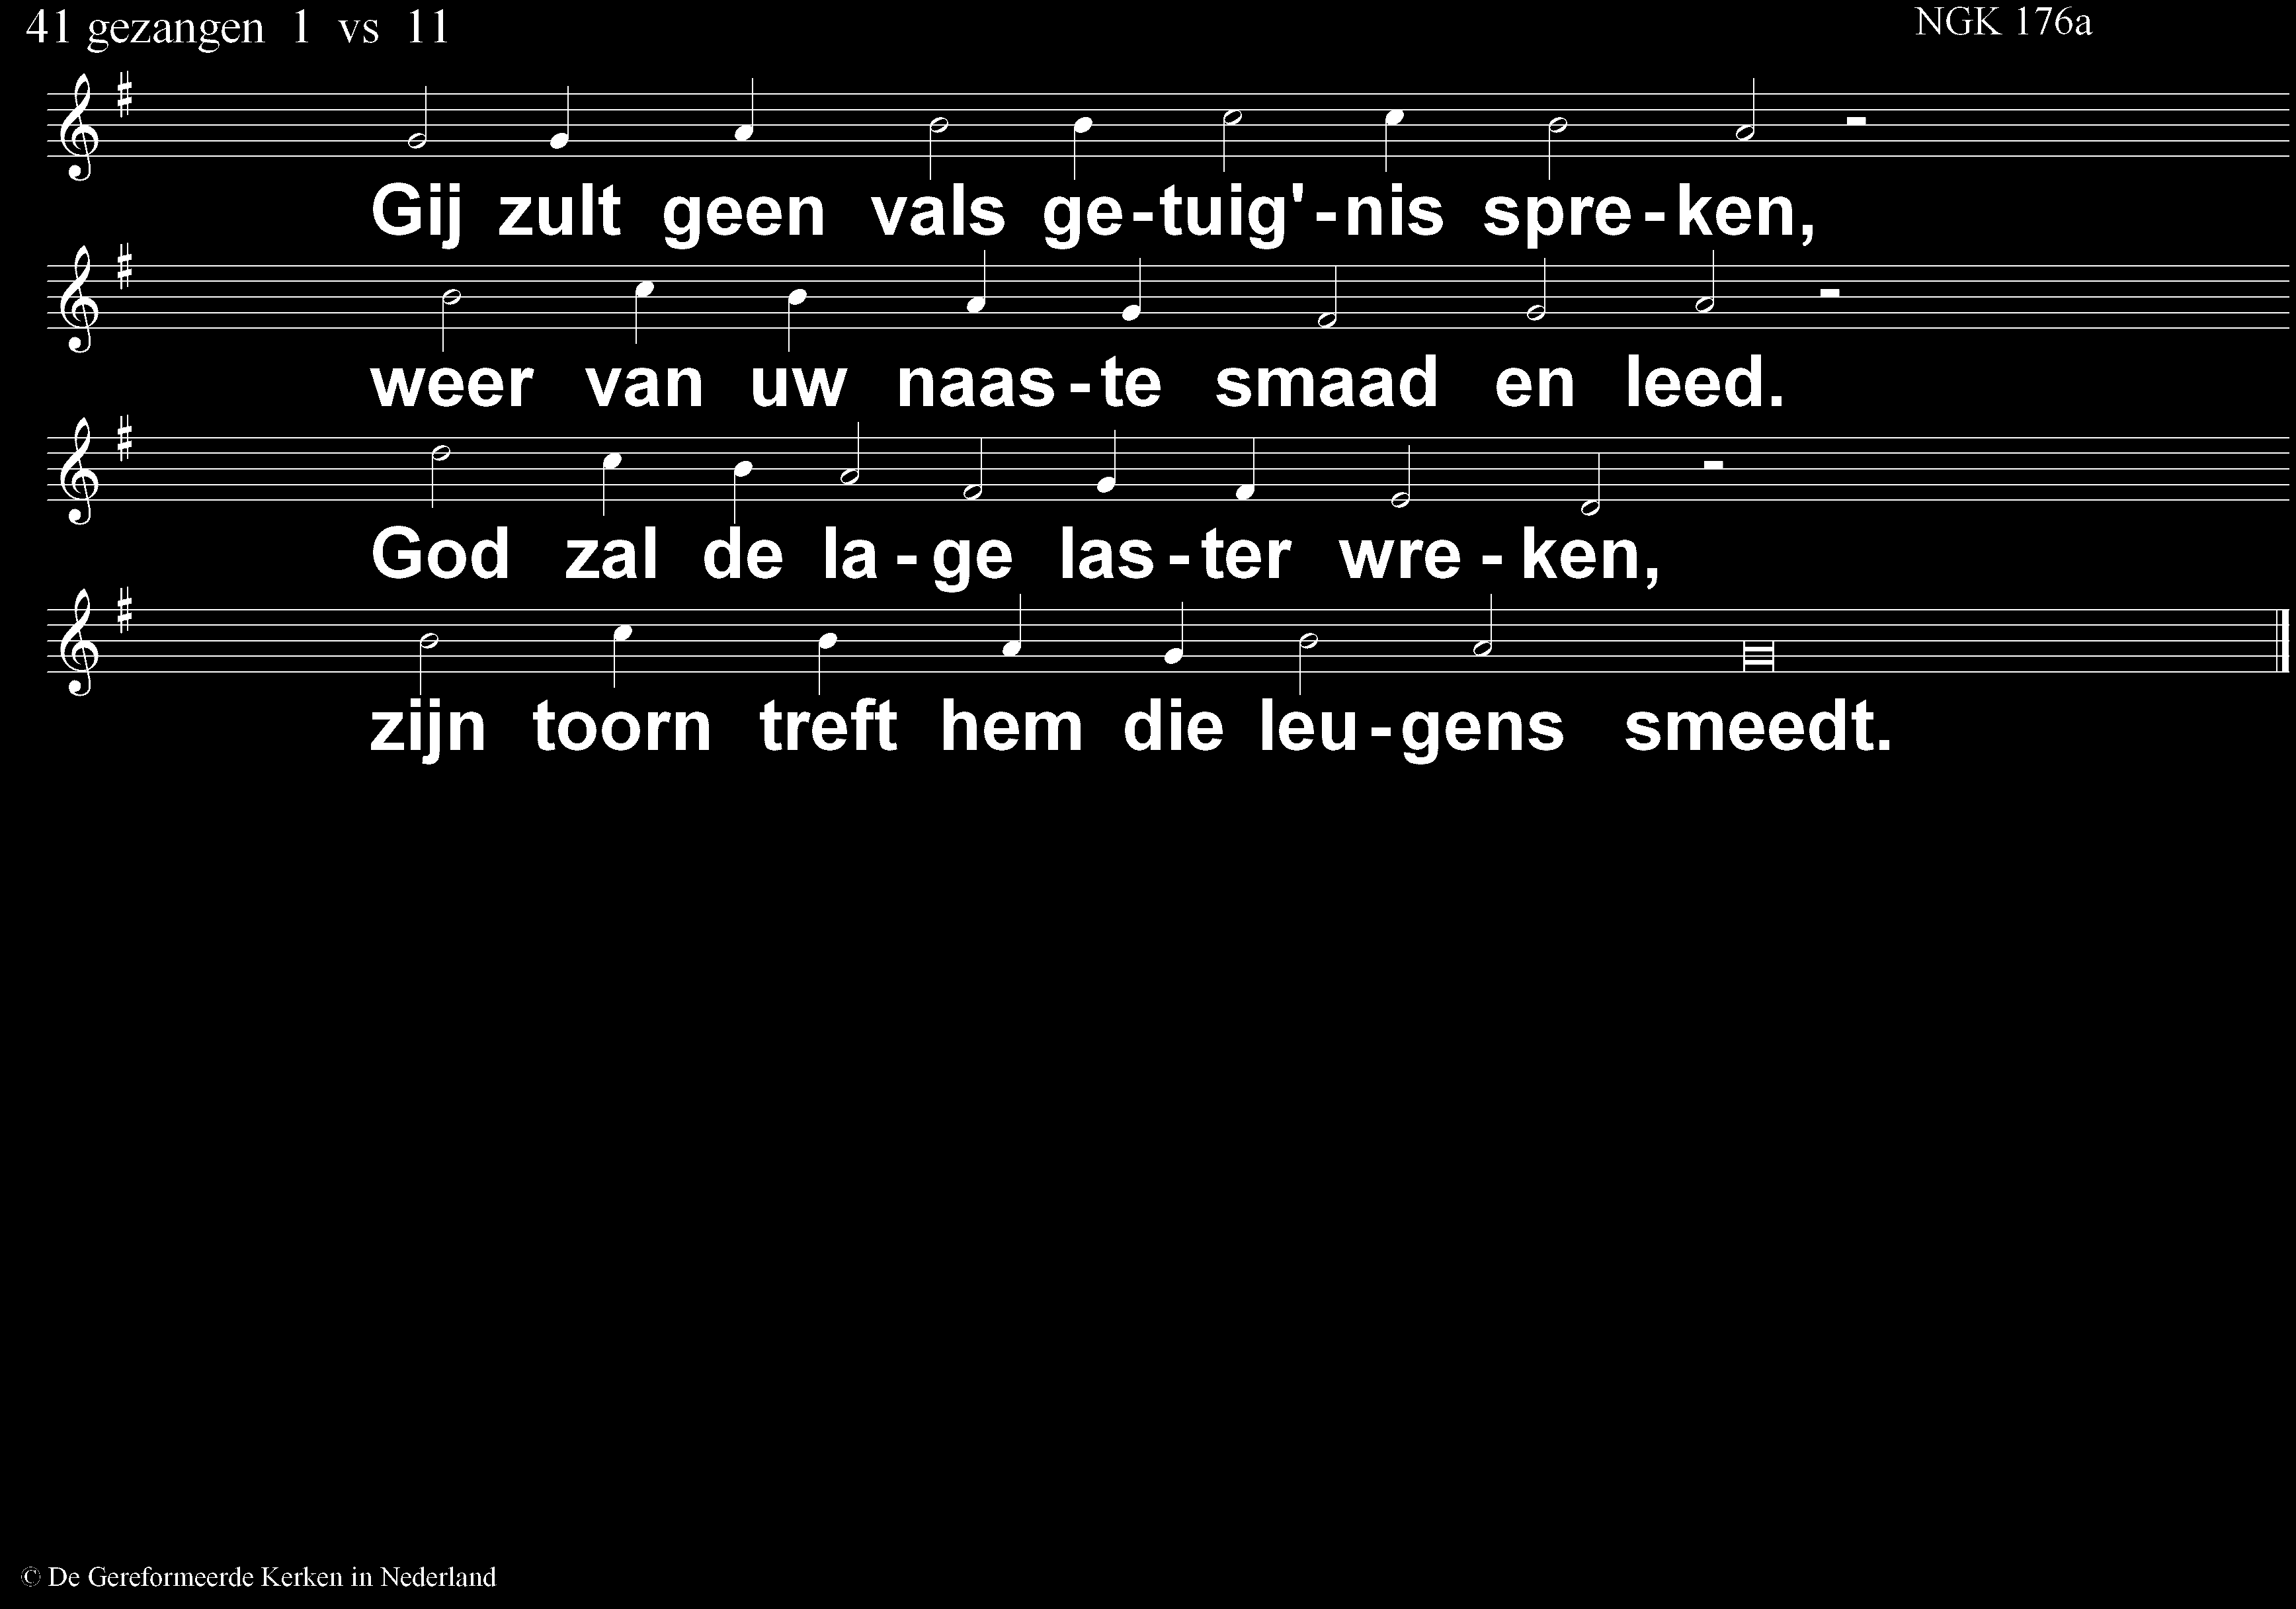 41 gezangen 1 vs 11 NGK 176a
Gij zult geen vals ge-tuig'-nis spre-ken,
weer van uw naas-te smaad en leed.
God zal de la-ge las-ter wre-ken,
zijn toorn treft hem die leu-gens smeedt.
© De Gereformeerde Kerken in Nederland